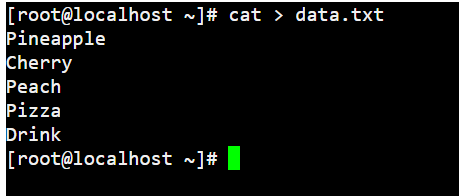 [root@localhost ~]# cat > data.txt
Pineapple
Cherry
Peach
Pizza
Drink
[root@localhost ~]#